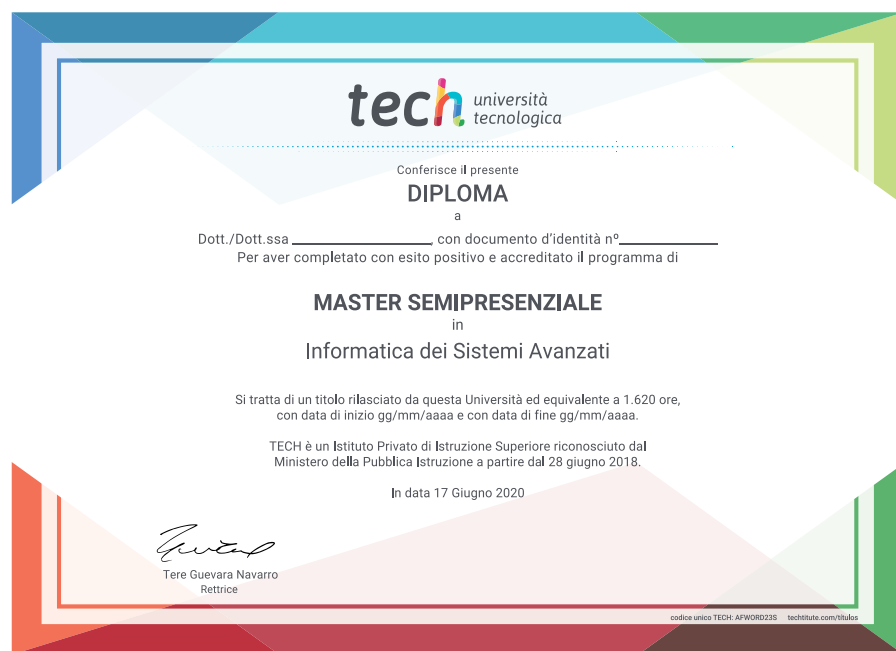 tech università
tecnologica
Conferisce il presente
DIPLOMA
a
Dott./Dott.ssa ________________, con documento d'identità nº____________
Per aver completato con esito positivo e accreditato il programma di
MASTER SEMIPRESENZIALE
in
Informatica dei Sistemi Avanzati
Si tratta di un titolo rilasciato da questa Università ed equivalente a 1.620 ore,
con data di inizio gg/mm/aaaa e con data di fine gg/mm/aaaa.
TECH è un Istituto Privato di Istruzione Superiore riconosciuto dal
Ministero della Pubblica Istruzione a partire dal 28 giugno 2018.
In data 17 Giugno 2020
Tere Guevara Navarro
Rettrice
codice unico TECH: AFWORD23S techtitute.com/titulos